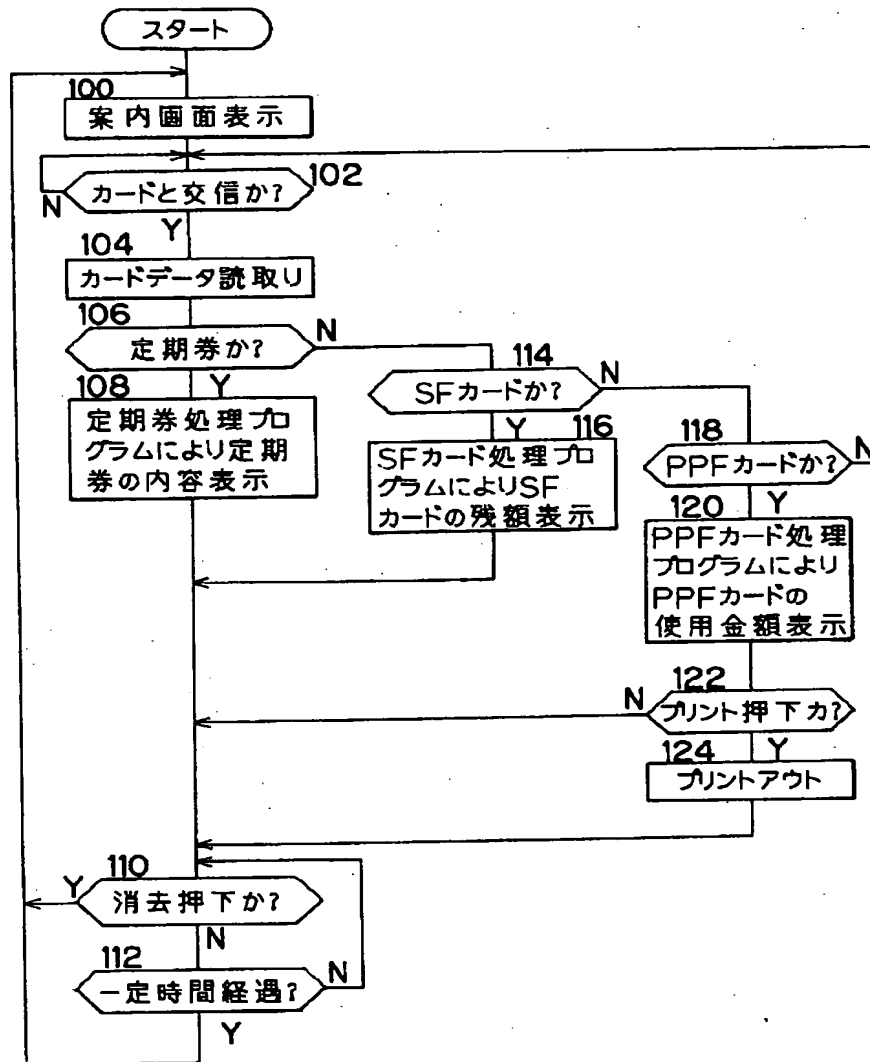 スタート
100
案内画面表示
カードと交信か?
102
N
Y
104
カードデータ読取り
106
定期券か?
N
Y
108
定期券処理プロ
グラムにより定期
券の内容表示
114
SFカードか?
N
Y
116
SFカード処理プロ
グラムによりSF
カードの残額表示
118
PPFカードか?
N
Y
120
PPFカード処理
プログラムにより
PPFカードの
使用金額表示
122
N
プリント押下か?
Y
124
プリントアウト
110
Y
消去押下か?
N
112
一定時間経過?
N
Y